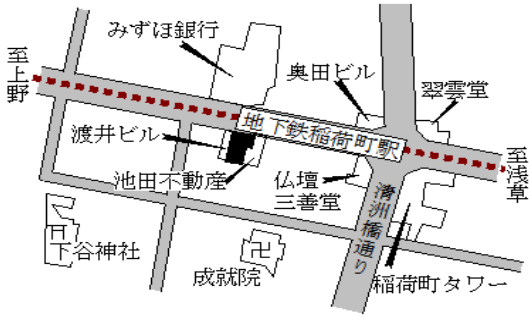 みずほ銀行
至上野
奥田ビル
翠雲堂
地下鉄稲荷町駅
渡井ビル
至浅草
池田不動産
仏壇
三善堂
清洲橋通り
下谷神社
成就院
稲荷町タワー